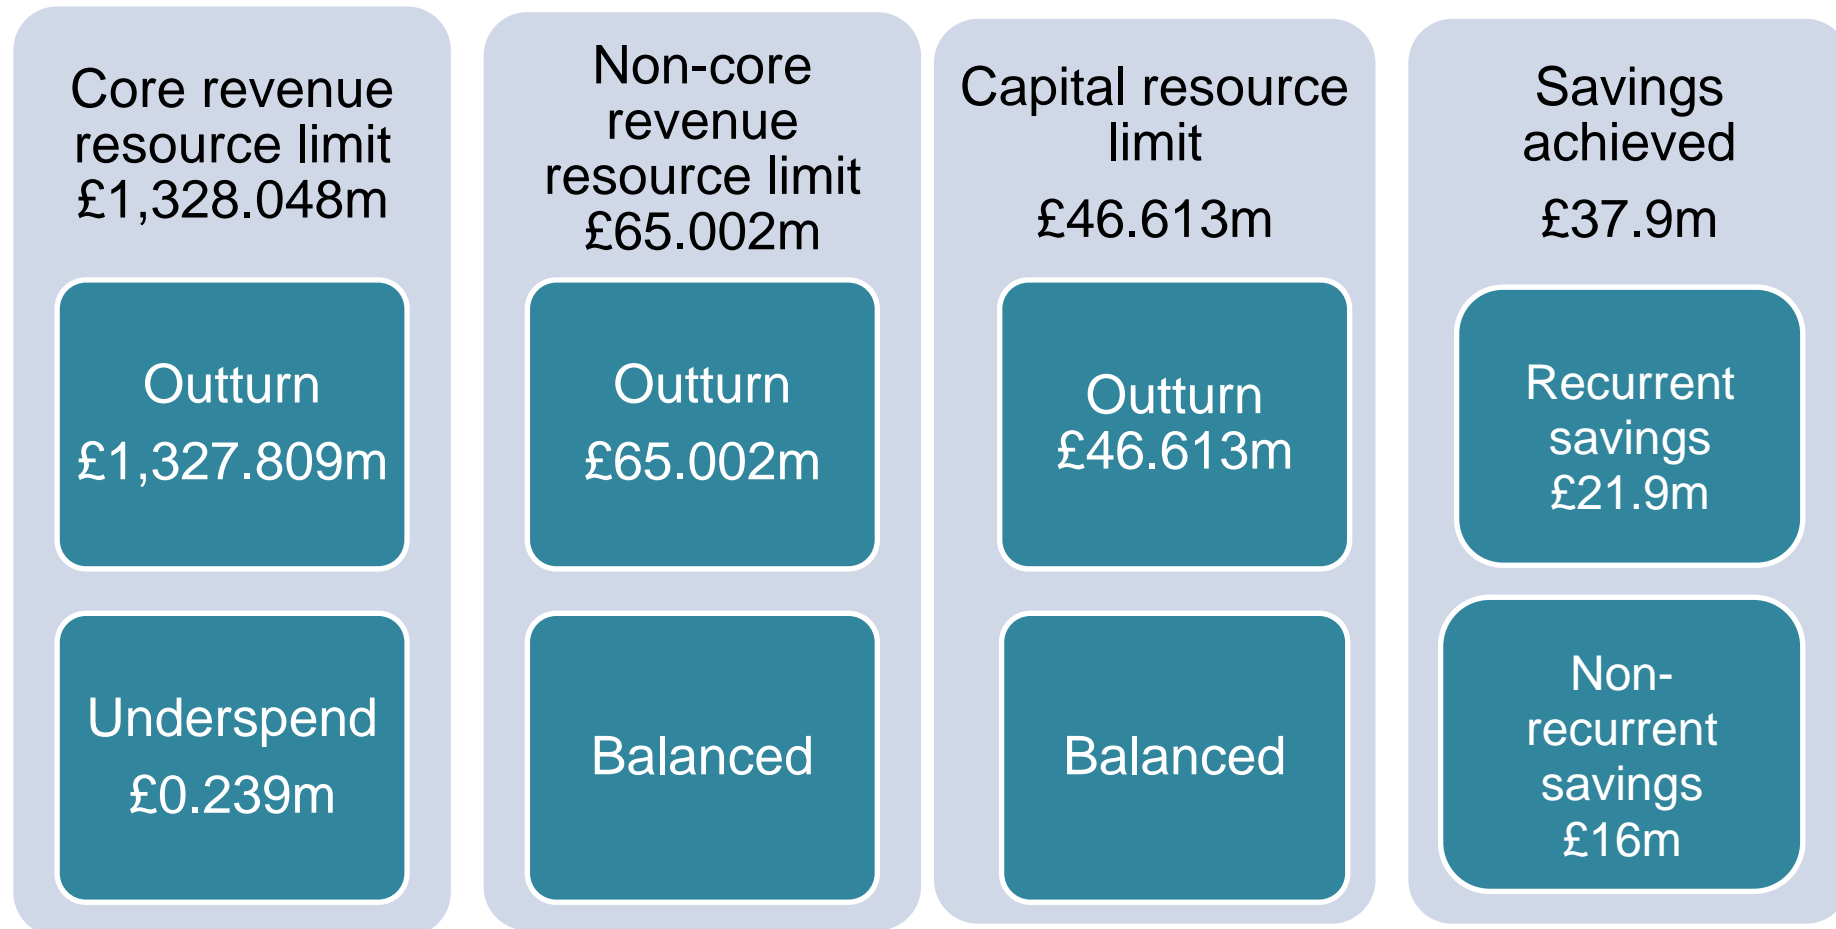 Core revenue
resource limit
£1,328.048m
Outturn
£1,327.809m
Underspend
£0.239m
Non-core
revenue
resource limit
£65.002m
Outturn
£65.002m
Balanced
Capital resource
limit
£46.613m
Outturn
£46.613m
Balanced
Savings
achieved
£37.9m
Recurrent
savings
£21.9m
Non-
recurrent
savings
£16m